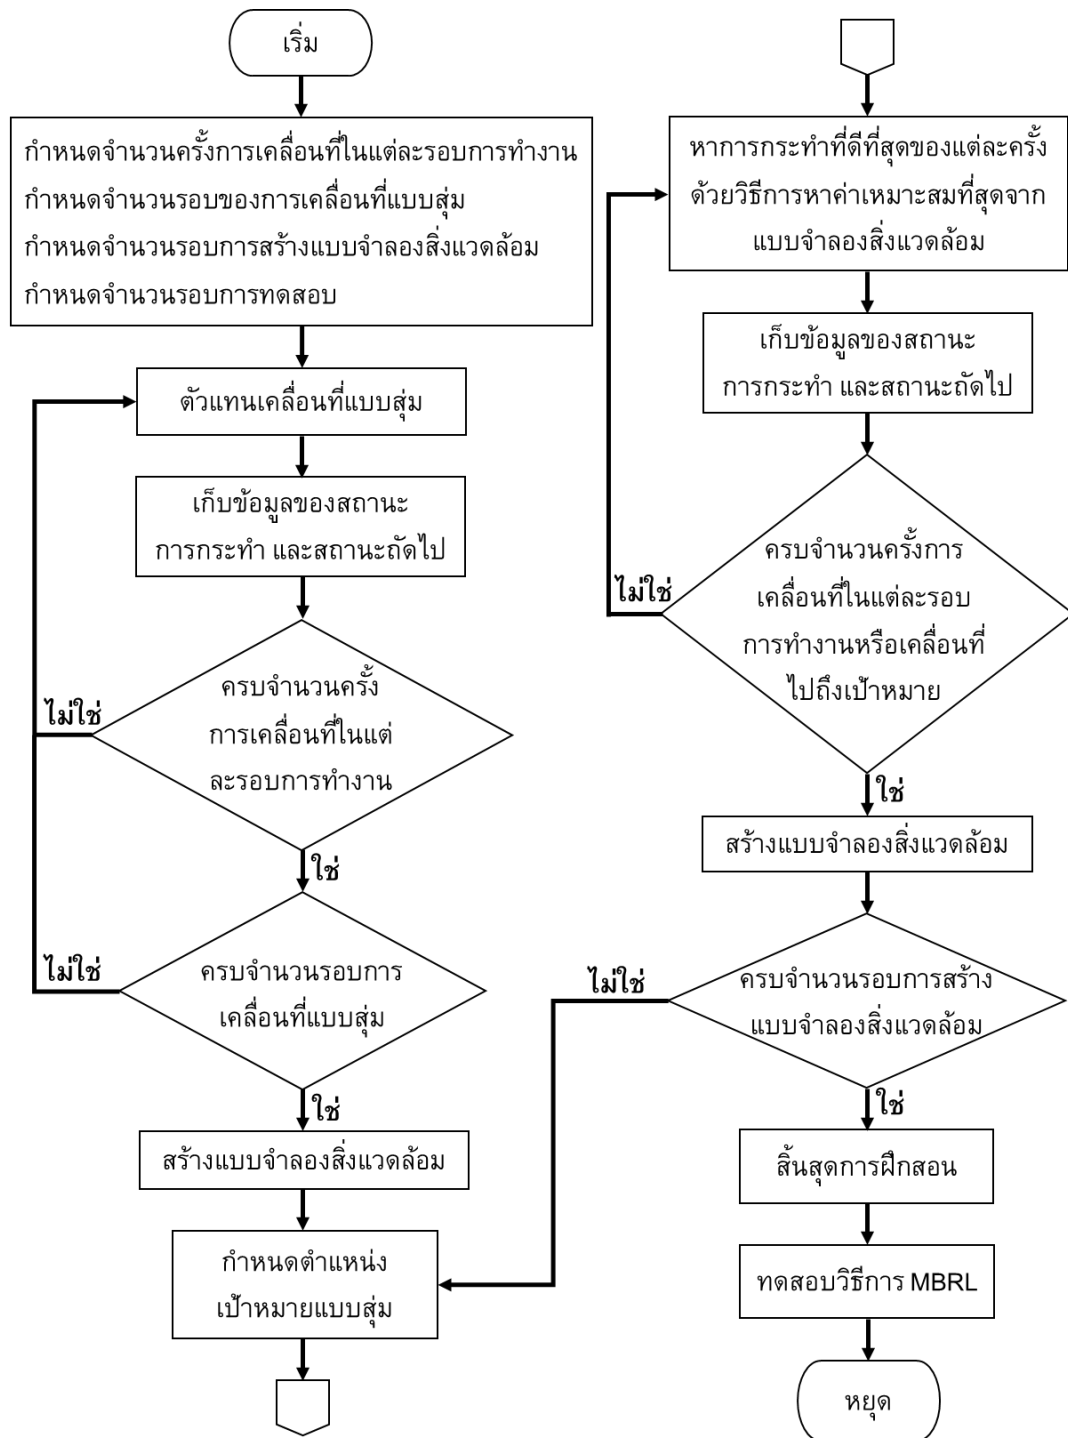 เริ่ม
กำหนดจำนวนครั้งการเคลื่อนที่ในแต่ละรอบการทำงาน
กำหนดจำนวนรอบของการเคลื่อนที่แบบสุ่ม
กำหนดจำนวนรอบการสร้างแบบจำลองสิ่งแวดล้อม
กำหนดจำนวนรอบการทดสอบ
ตัวแทนเคลื่อนที่แบบสุ่ม
เก็บข้อมูลของสถานะ
การกระทำ และสถานะถัดไป
ครบจำนวนครั้ง
การเคลื่อนที่ในแต่
ละรอบการทำงาน
ไม่ใช่
ใช่
ครบจำนวนรอบการ
เคลื่อนที่แบบสุ่ม
ไม่ใช่
ใช่
สร้างแบบจำลองสิ่งแวดล้อม
กำหนดตำแหน่ง
เป้าหมายแบบสุ่ม
หาการกระทำที่ดีที่สุดของแต่ละครั้ง
ด้วยวิธีการหาค่าเหมาะสมที่สุดจาก
แบบจำลองสิ่งแวดล้อม
เก็บข้อมูลของสถานะ
การกระทำ และสถานะถัดไป
ครบจำนวนครั้งการ
เคลื่อนที่ในแต่ละรอบ
การทำงานหรือเคลื่อนที่
ไปถึงเป้าหมาย
ไม่ใช่
ใช่
สร้างแบบจำลองสิ่งแวดล้อม
ครบจำนวนรอบการสร้าง
แบบจำลองสิ่งแวดล้อม
ไม่ใช่
ใช่
สิ้นสุดการฝึกสอน
ทดสอบวิธีการ MBRL
หยุด